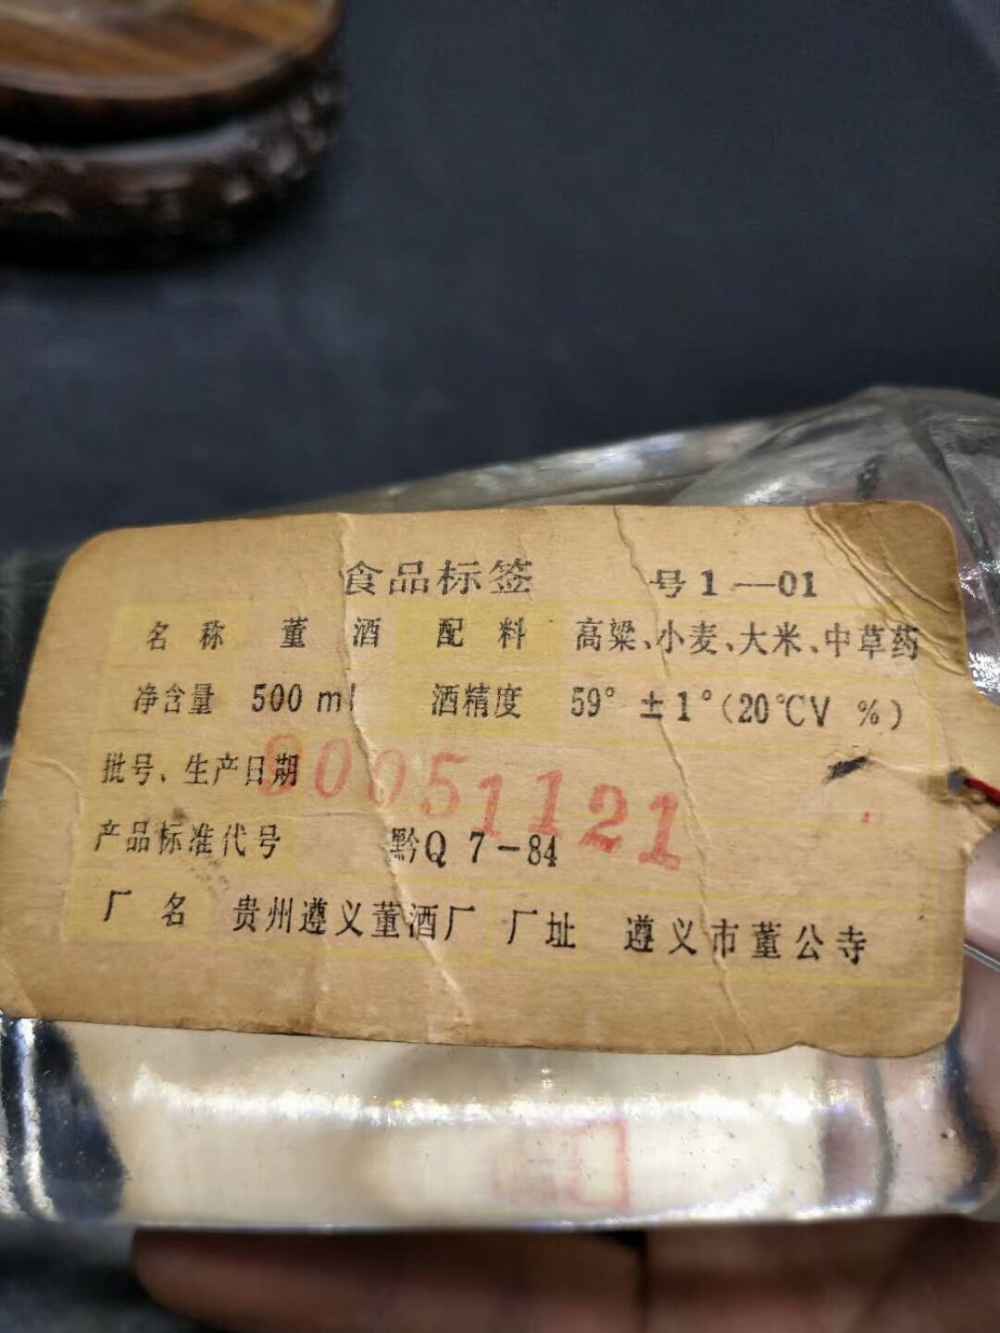 食品标签 号1—01
名称 董酒 配料 高粱、小麦、大米、中草药
净含量 500 ml 酒精度 59° ±1°(20℃V %)
批号、生产日期 90051121
产品标准代号 黔Q 7-84
厂名 贵州遵义董酒厂 厂址 遵义市董公寺